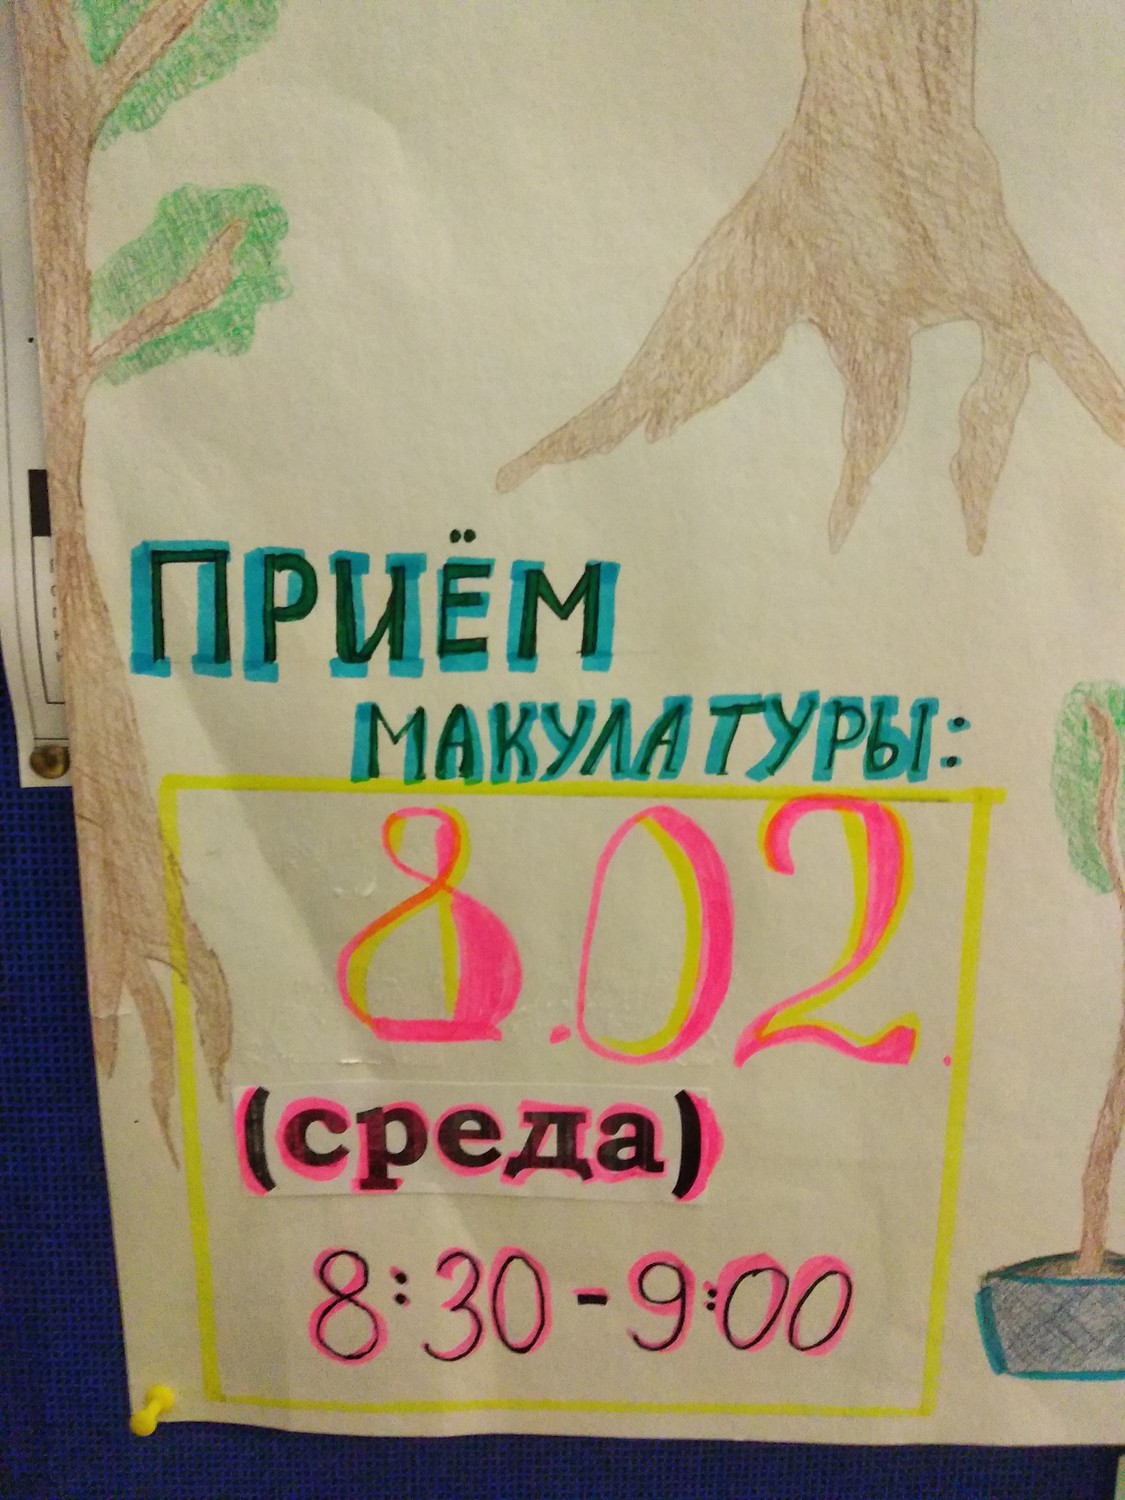 ПРИЁМ
МАКУЛАТУРЫ:
8.02.
(среда)
8:30-9:00